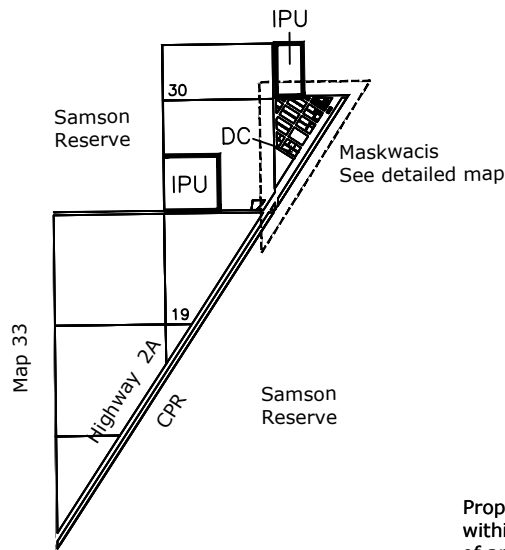 IPU
30
Samson
Reserve
DC
Maskwacis
See detailed map
IPU
Map 33
19
Highway 2A
CPR
Samson
Reserve
Prop
withi